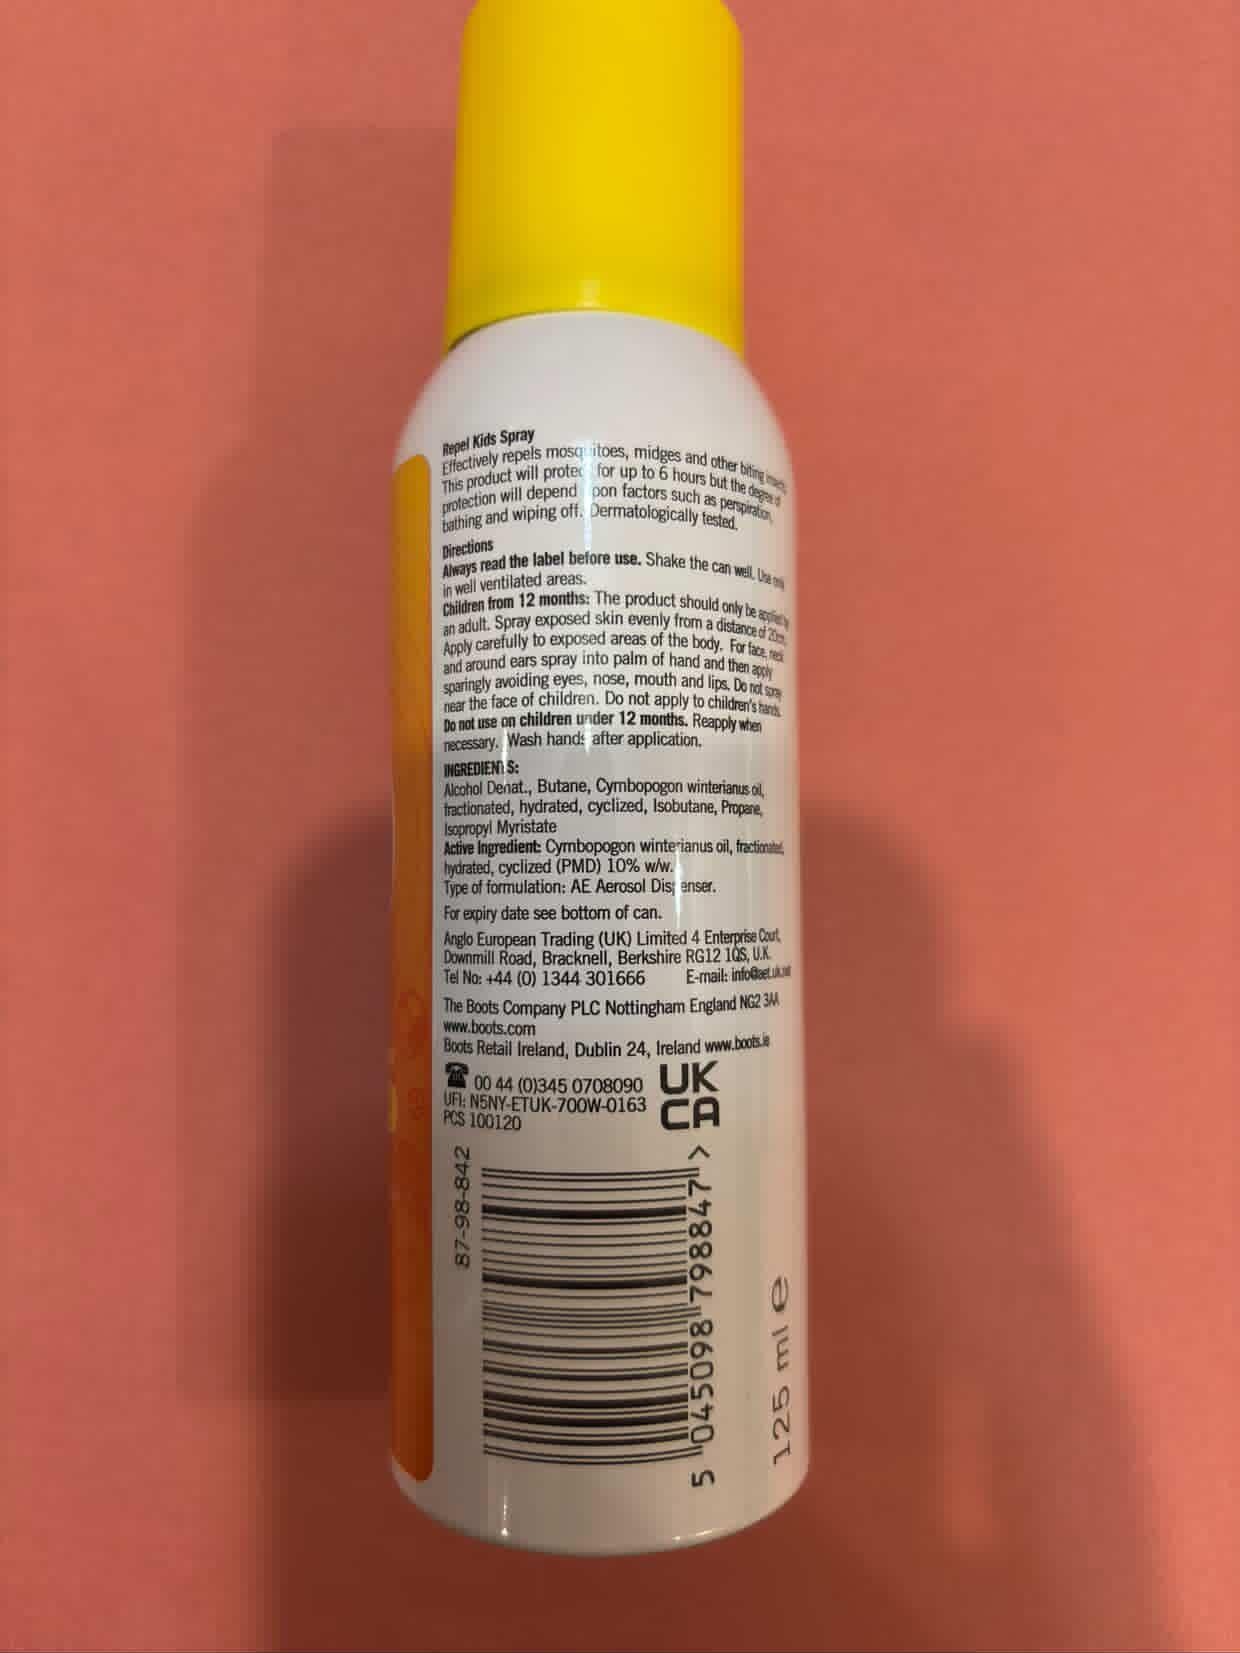 Repel Kids Spray
Effectively repels mosquitoes, midges and other biting insects.
This product will protect for up to 6 hours but the degree of
protection will depend upon factors such as perspiration,
bathing and wiping off. Dermatologically tested.
Directions
Always read the label before use. Shake the can well. Use only
in well ventilated areas.
Children from 12 months: The product should only be applied by
an adult. Spray exposed skin evenly from a distance of 20cm.
Apply carefully to exposed areas of the body. For face, neck
and around ears spray into palm of hand and then apply
sparingly avoiding eyes, nose, mouth and lips. Do not spray
near the face of children. Do not apply to children's hands.
Do not use on children under 12 months. Reapply when
necessary. Wash hands after application.
INGREDIENTS:
Alcohol Denat., Butane, Cymbopogon winterianus oil,
fractionated, hydrated, cyclized, Isobutane, Propane,
Isopropyl Myristate
Active Ingredient: Cymbopogon winterianus oil, fractionated,
hydrated, cyclized (PMD) 10% w/w.
Type of formulation: AE Aerosol Dispenser.
For expiry date see bottom of can.
Anglo European Trading (UK) Limited 4 Enterprise Court,
Downmill Road, Bracknell, Berkshire RG12 1QS, U.K.
Tel No: +44 (0) 1344 301666 E-mail: info@aet.uk.net
The Boots Company PLC Nottingham England NG2 3AA
www.boots.com
Boots Retail Ireland, Dublin 24, Ireland www.boots.ie
00 44 (0)345 0708090
UFI: N5NY-ETUK-700W-0163
PCS 100120
UK
CA
87-98-842
5 045098 798847 >
125 ml e